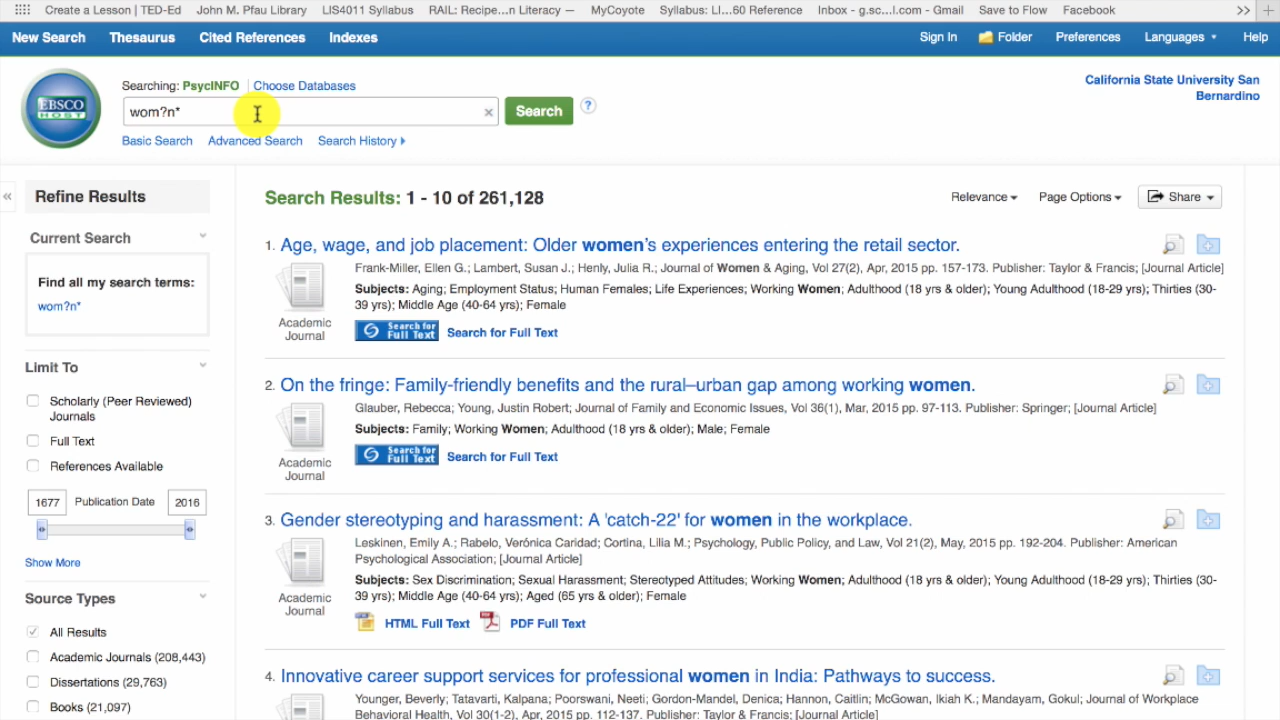 Create a Lesson | TED-Ed John M. Pfau Library LIS4011 Syllabus RAIL: Recipe...n Literacy — MyCoyote Syllabus: LI...60 Reference Inbox - g.sc...l.com - Gmail Save to Flow Facebook
New Search Thesaurus Cited References Indexes Sign In Folder Preferences Languages Help
Searching: PsycINFO Choose Databases
California State University San
Bernardino
EBSCO
HOST
wom?n* × Search ?
Basic Search Advanced Search Search History
« Refine Results
Search Results: 1 - 10 of 261,128 Relevance Page Options Share
Current Search
Find all my search terms:
wom?n*
Limit To
Scholarly (Peer Reviewed)
Journals
Full Text
References Available
1677 Publication Date 2016
Show More
Source Types
All Results
Academic Journals (208,443)
Dissertations (29,763)
Books (21,097)
1. Age, wage, and job placement: Older women's experiences entering the retail sector.
Frank-Miller, Ellen G.; Lambert, Susan J.; Henly, Julia R.; Journal of Women & Aging, Vol 27(2), Apr, 2015 pp. 157-173. Publisher: Taylor & Francis; [Journal Article]
Subjects: Aging; Employment Status; Human Females; Life Experiences; Working Women; Adulthood (18 yrs & older); Young Adulthood (18-29 yrs); Thirties (30-
39 yrs); Middle Age (40-64 yrs); Female
Academic
Journal
Search for
Full Text
Search for Full Text
2. On the fringe: Family-friendly benefits and the rural–urban gap among working women.
Glauber, Rebecca; Young, Justin Robert; Journal of Family and Economic Issues, Vol 36(1), Mar, 2015 pp. 97-113. Publisher: Springer; [Journal Article]
Subjects: Family; Working Women; Adulthood (18 yrs & older); Male; Female
Search for
Full Text
Search for Full Text
Academic
Journal
3. Gender stereotyping and harassment: A 'catch-22' for women in the workplace.
Leskinen, Emily A.; Rabelo, Verónica Caridad; Cortina, Lilia M.; Psychology, Public Policy, and Law, Vol 21(2), May, 2015 pp. 192-204. Publisher: American
Psychological Association; [Journal Article]
Subjects: Sex Discrimination; Sexual Harassment; Stereotyped Attitudes; Working Women; Adulthood (18 yrs & older); Young Adulthood (18-29 yrs); Thirties (30-
39 yrs); Middle Age (40-64 yrs); Aged (65 yrs & older); Female
Academic
Journal
HTML Full Text PDF Full Text
4. Innovative career support services for professional women in India: Pathways to success.
Younger, Beverly; Tatavarti, Kalpana; Poorswani, Neeti; Gordon-Mandel, Denica; Hannon, Caitlin; McGowan, Ikiah K.; Mandayam, Gokul; Journal of Workplace
Behavioral Health, Vol 30(1-2), Apr, 2015 pp. 112-137. Publisher: Taylor & Francis; [Journal Article]